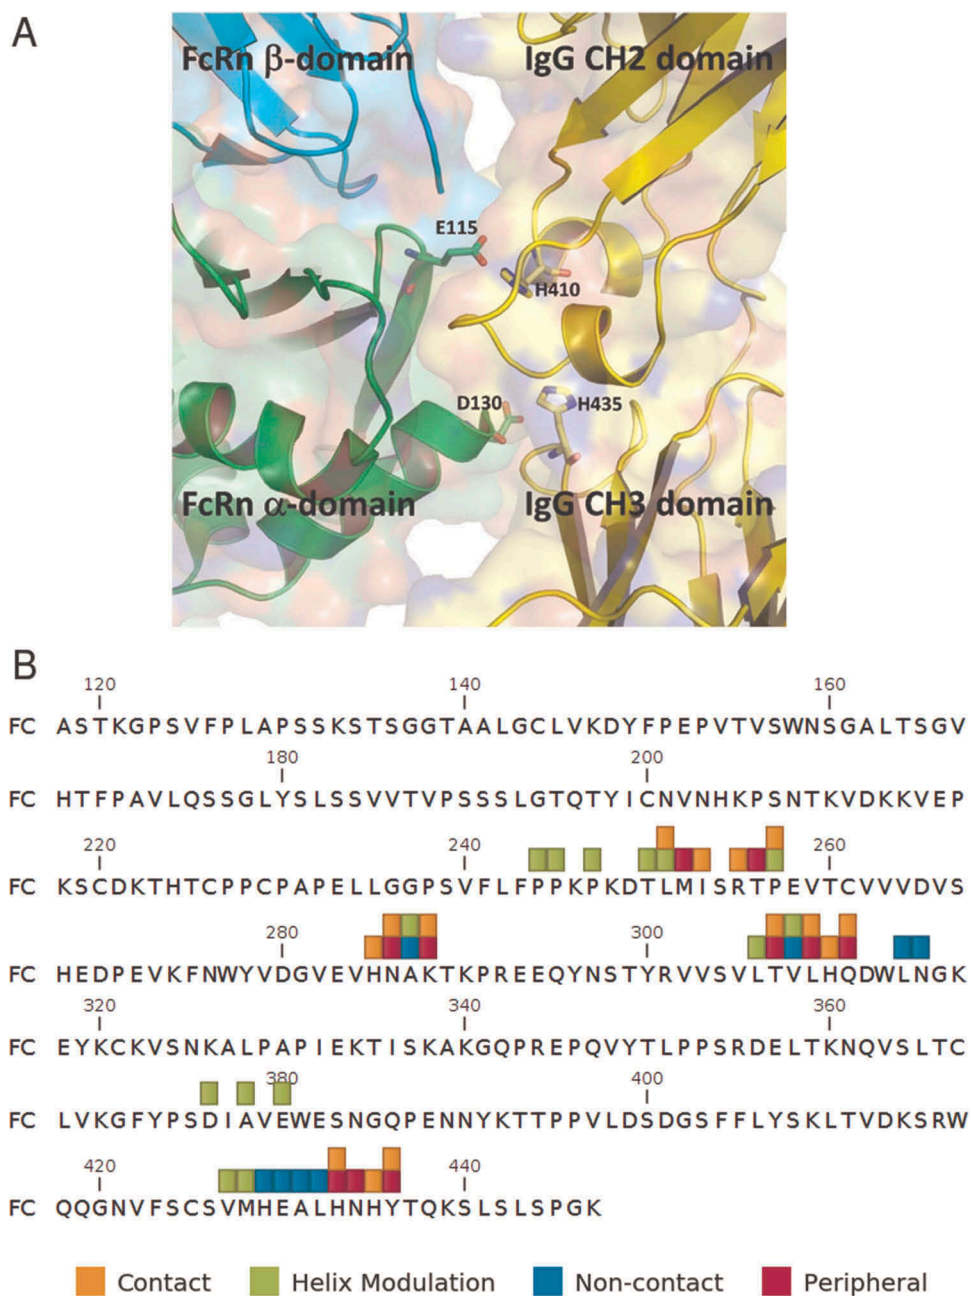 A
FcRn β-domain IgG CH2 domain
E115
H410
D130 H435
FcRn α-domain IgG CH3 domain
B
120 140 160
FC ASTKGPSVFPLAPSSKSTSGGTAALGCLVKDYFPEPVTVSWNSGALTSGV
180 200
FC HTFPAVLQSSGLYSLSSVVTVPSSSLGTQTYICNVNHKPSNTKVDKKVEP
220 240 260
FC KSCDKTHTCPPCPAPELLGGPSVFLFPPKPKDTLMISRTPEVTCVVVDVS
280 300
FC HEDPEVKFNWYVDGVEVHNAKTKPREEQYNSTYRVVSVLTVLHQDWLNGK
320 340 360
FC EYKCKVSNKALPAPIEKTISKAKGQPREPQVYTLPPSRDELTKNQVSLTC
380 400
FC LVKGFYPSDIAVEWESNGQPENNYKTTPPVLDSDGSFFLYSKLTVDKSRW
420 440
FC QQGNVFSCSVMHEALHNHYTQKSLSLSPGK
Contact Helix Modulation Non-contact Peripheral